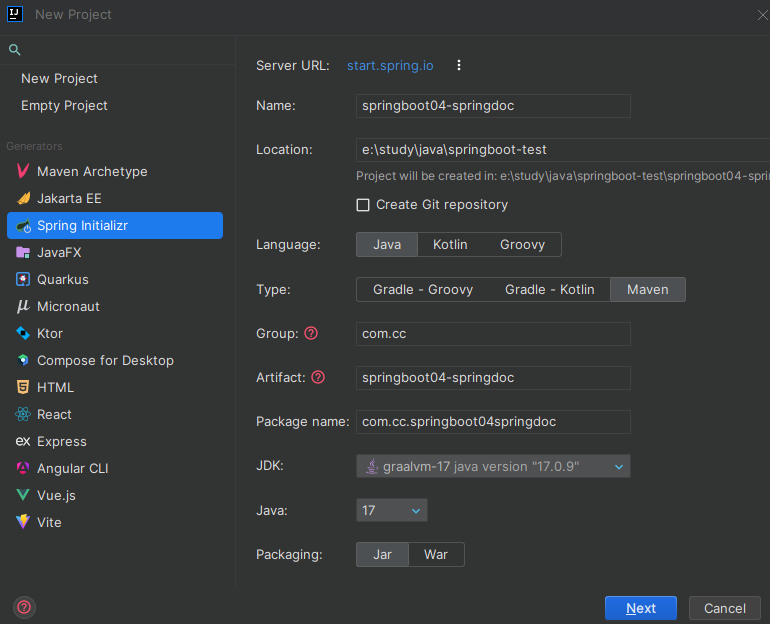 New Project
New Project
Empty Project
Generators
Maven Archetype
Jakarta EE
Spring Initializr
JavaFX
Quarkus
Micronaut
Ktor
Compose for Desktop
HTML
React
Express
Angular CLI
Vue.js
Vite
Server URL: start.spring.io
Name: springboot04-springdoc
Location: e:\study\java\springboot-test
Project will be created in: e:\study\java\springboot-test\springboot04-spri
Create Git repository
Language: Java Kotlin Groovy
Type: Gradle - Groovy Gradle - Kotlin Maven
Group: com.cc
Artifact: springboot04-springdoc
Package name: com.cc.springboot04springdoc
JDK: graalvm-17 java version "17.0.9"
Java: 17
Packaging: Jar War
Next Cancel